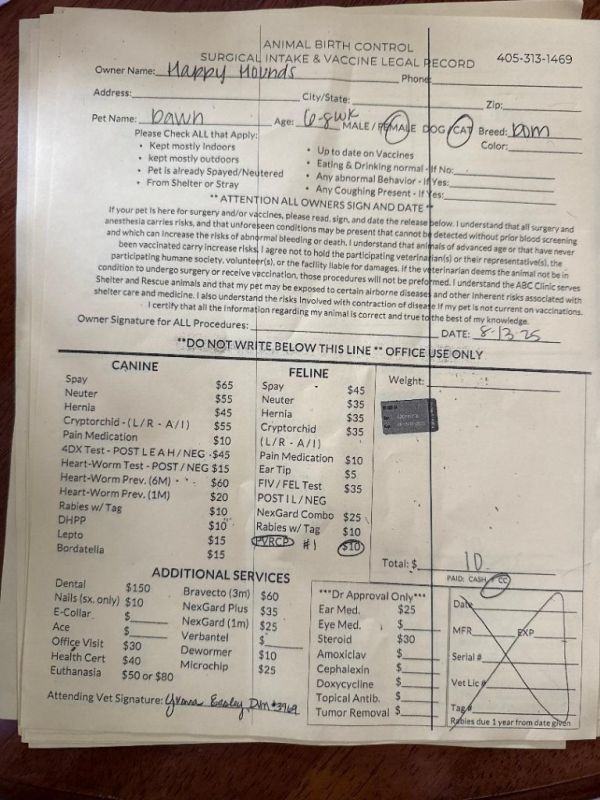 ANIMAL BIRTH CONTROL
SURGICAL INTAKE & VACCINE LEGAL RECORD 405-313-1469
Owner Name: Happy Hounds Phone:
Address: City/State: Zip:
Pet Name: Dawn Age: 6-8wk MALE / FEMALE DOG / CAT Breed: DOM
Please Check ALL that Apply: Color:
• Kept mostly Indoors • Up to date on Vaccines
• kept mostly outdoors • Eating & Drinking normal - If No:
• Pet is already Spayed/Neutered • Any abnormal Behavior - If Yes:
• From Shelter or Stray • Any Coughing Present - If Yes:
** ATTENTION ALL OWNERS SIGN AND DATE **
If your pet is here for surgery and/or vaccines, please read, sign, and date the release below. I understand that all surgery and
anesthesia carries risks, and that unforeseen conditions may be present that cannot be detected without prior blood screening
and which can increase the risks of abnormal bleeding or death. I understand that animals of advanced age or that have never
been vaccinated carry increase risks. I agree not to hold the participating veterinarian(s) or their representative(s), the
participating humane society, volunteer(s), or the facility liable for damages. If the veterinarian deems the animal not be in
condition to undergo surgery or receive vaccination, those procedures will not be preformed. I understand the ABC Clinic serves
Shelter and Rescue animals and that my pet may be exposed to certain airborne diseases and other inherent risks associated with
shelter care and medicine. I also understand the risks Involved with contraction of disease if my pet is not current on vaccinations.
I certify that all the information regarding my animal is correct and true to the best of my knowledge.
Owner Signature for ALL Procedures: DATE: 8-13-25
**DO NOT WRITE BELOW THIS LINE ** OFFICE USE ONLY
CANINE
Spay $65
Neuter $55
Hernia $45
Cryptorchid - (L/R - A/I) $55
Pain Medication $10
4DX Test - POST L E A H / NEG - $45
Heart-Worm Test - POST / NEG $15
Heart-Worm Prev. (6M) - $60
Heart-Worm Prev. (1M) $20
Rabies w/ Tag $10
DHPP $10
Lepto $15
Bordatella $15
FELINE
Spay $45
Neuter $35
Hernia $35
Cryptorchid $35
(L/R - A/I)
Pain Medication $10
Ear Tip $5
FIV/ FEL Test $35
POST I L / NEG
NexGard Combo $25
Rabies w/ Tag $10
FVRCP #1 $10
Weight:
Total: $ 10
PAID: CASH / CC
ADDITIONAL SERVICES
Dental $150
Nails (sx. only) $10
E-Collar $
Ace $
Office Visit $30
Health Cert $40
Euthanasia $50 or $80
Bravecto (3m) $60
NexGard Plus $35
NexGard (1m) $25
Verbantel $
Dewormer $10
Microchip $25
***Dr Approval Only***
Ear Med. $25
Eye Med. $
Steroid $30
Amoxiclav $
Cephalexin $
Doxycycline $
Topical Antib. $
Tumor Removal $
Date
MFR EXP
Serial #
Vet Lic #
Tag #
Rabies due 1 year from date given
Attending Vet Signature: DVM #3969